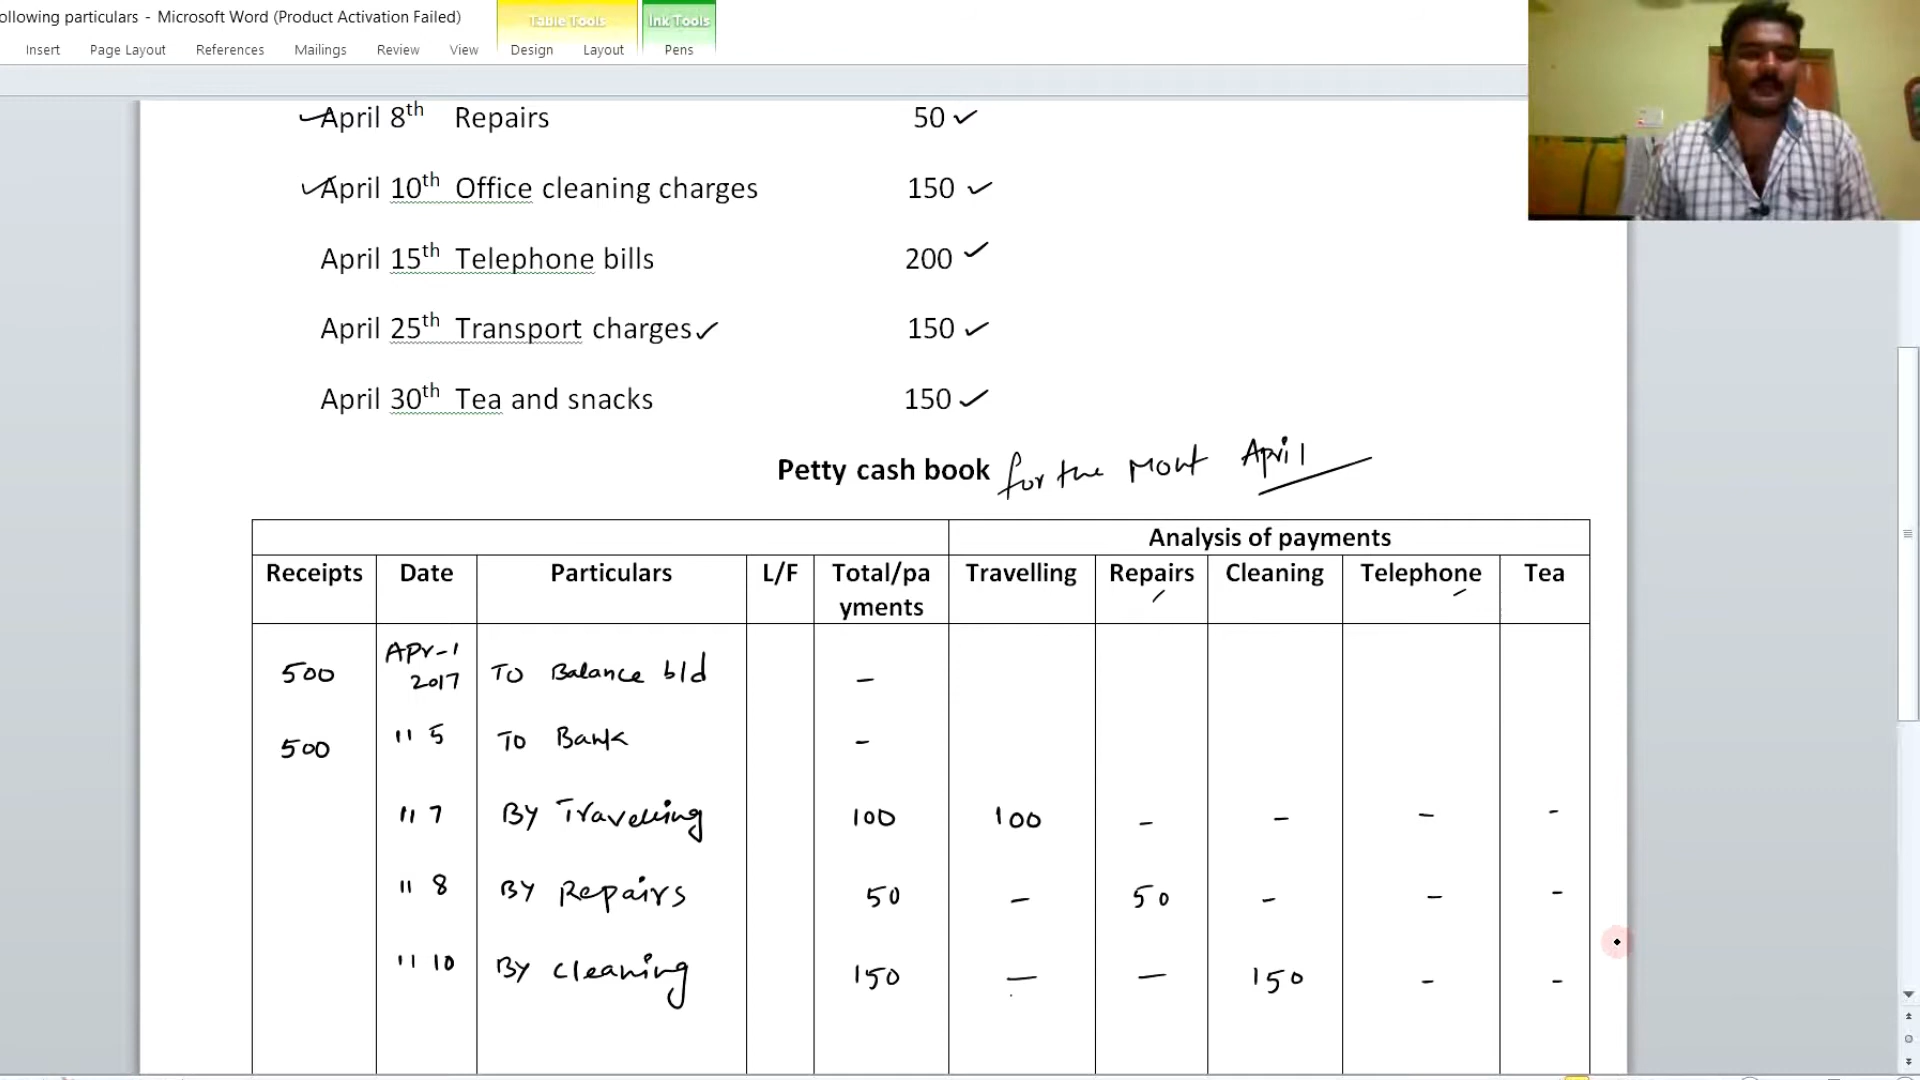 ollowing particulars - Microsoft Word (Product Activation Failed)
Table Tools
Ink Tools
Insert Page Layout References Mailings Review View Design Layout Pens
April 8th Repairs 50
April 10th Office cleaning charges 150
April 15th Telephone bills 200
April 25th Transport charges 150
April 30th Tea and snacks 150
Petty cash book for the Mont April
Analysis of payments
Receipts Date Particulars L/F Total/pa yments Travelling Repairs Cleaning Telephone Tea
500 Apr-1 2017 To Balance b/d -
500 " 5 To Bank -
" 7 By Travelling 100 100 - - - -
" 8 By Repairs 50 - 50 - - -
" 10 By Cleaning 150 - - 150 - -